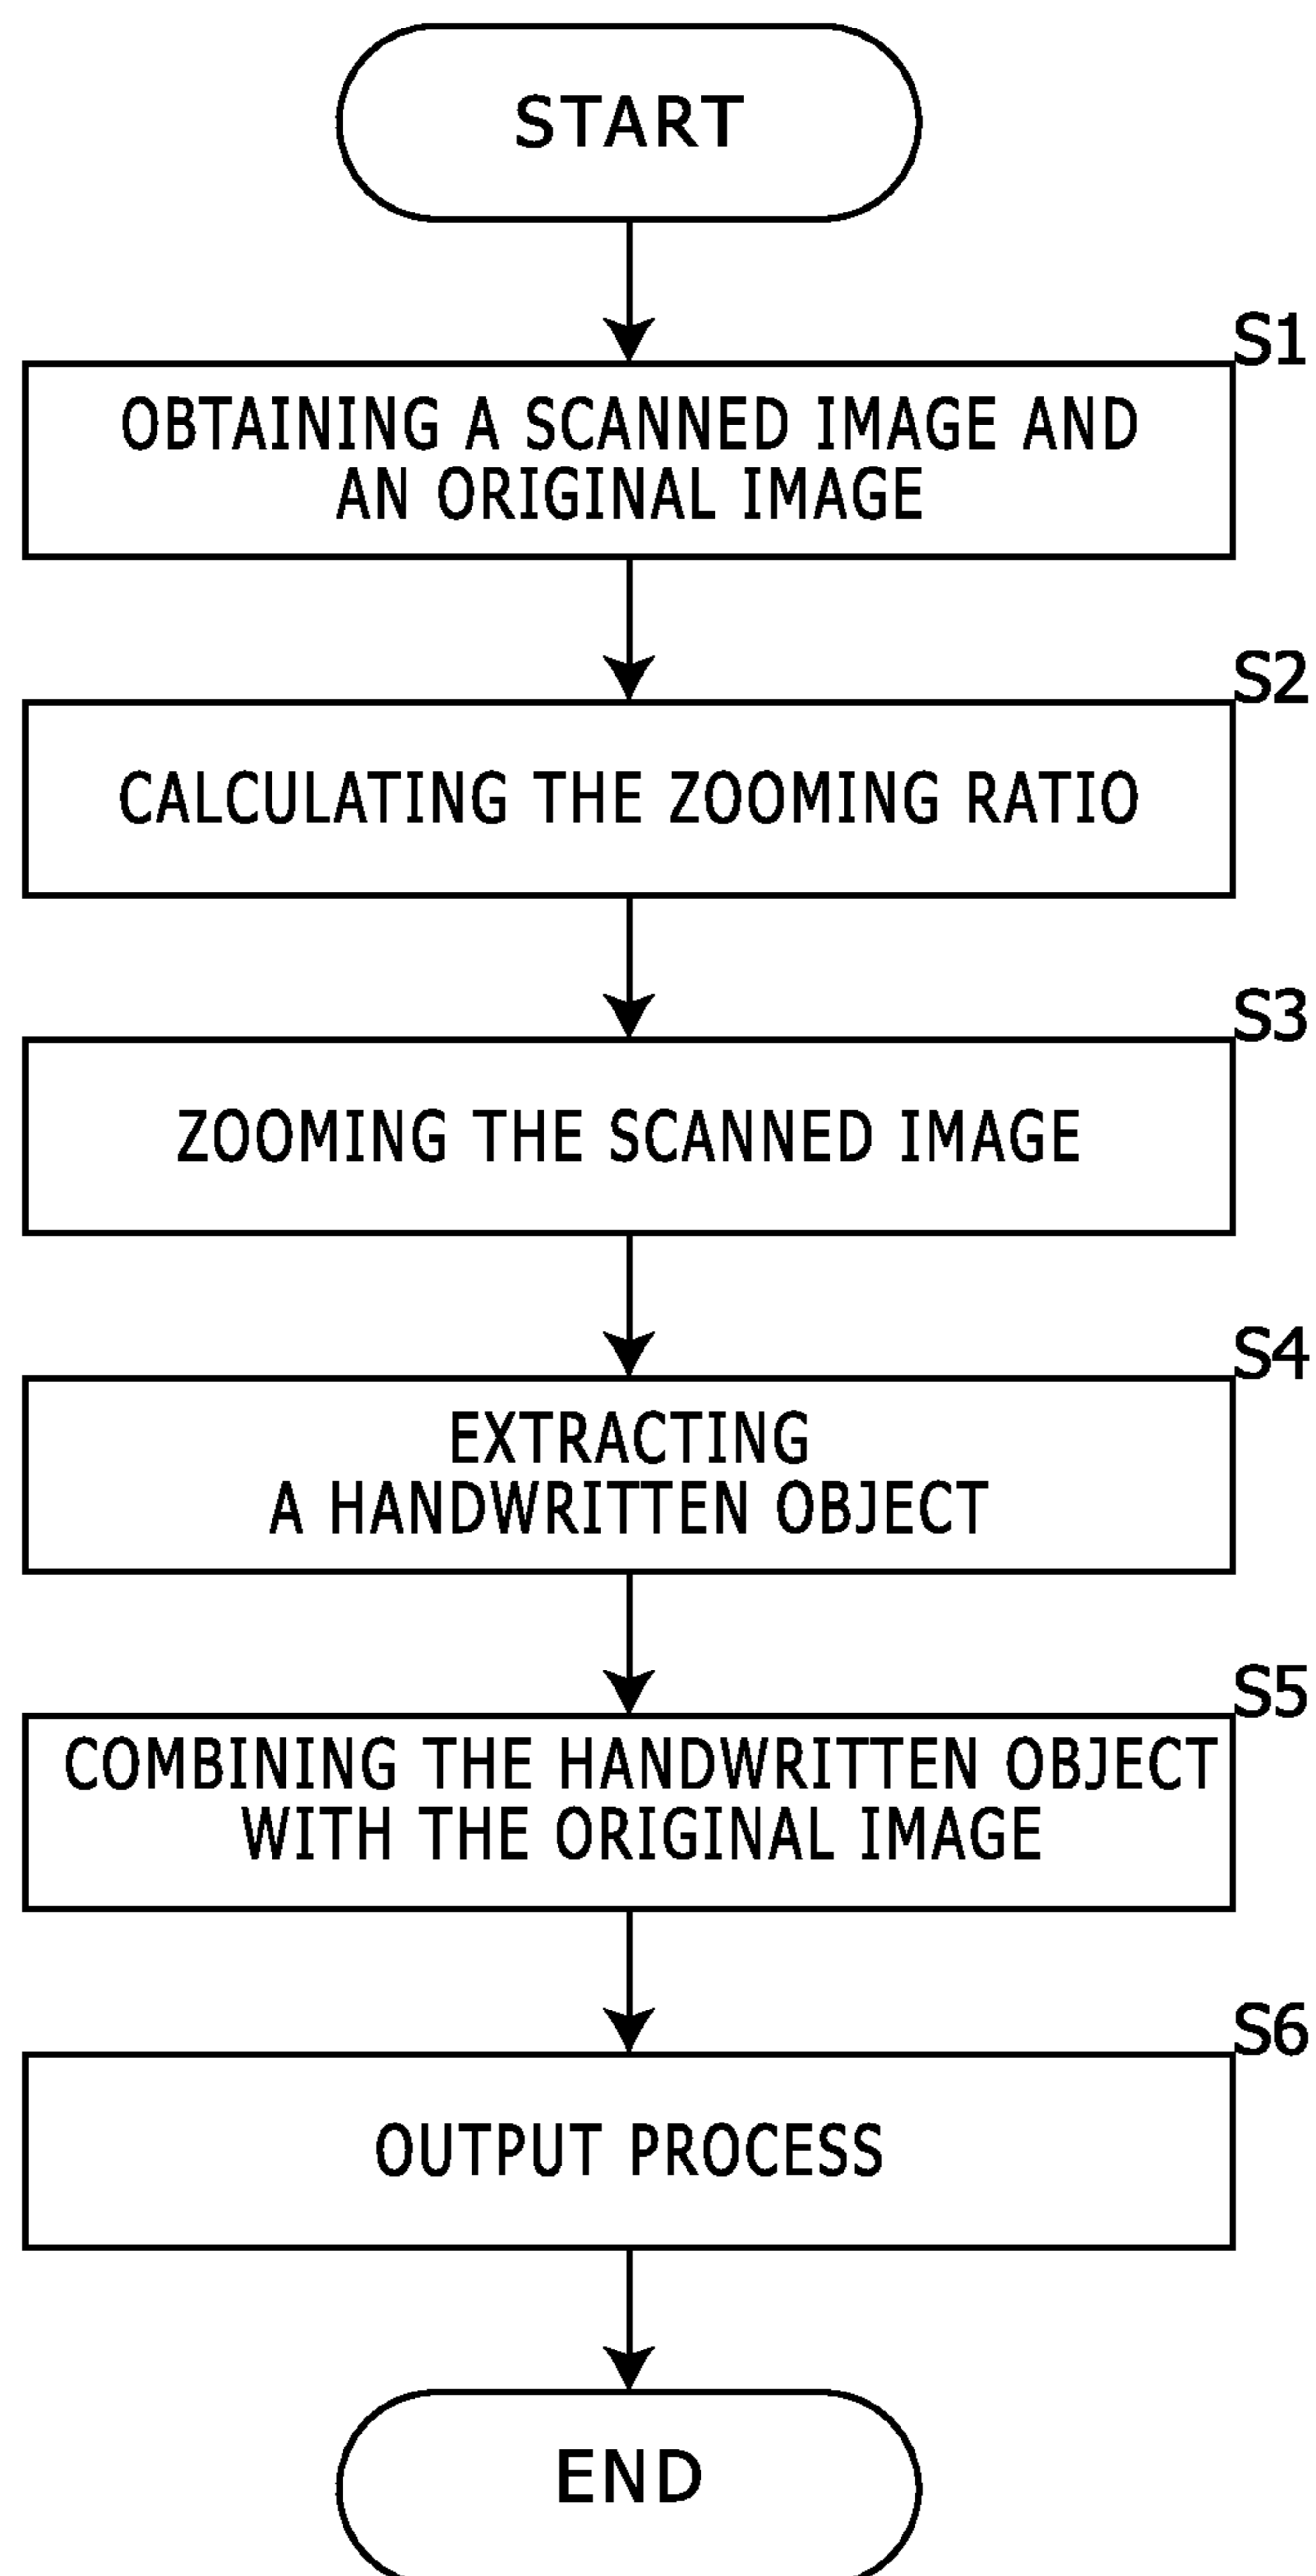 START
S1
OBTAINING A SCANNED IMAGE AND
AN ORIGINAL IMAGE
S2
CALCULATING THE ZOOMING RATIO
S3
ZOOMING THE SCANNED IMAGE
S4
EXTRACTING
A HANDWRITTEN OBJECT
S5
COMBINING THE HANDWRITTEN OBJECT
WITH THE ORIGINAL IMAGE
S6
OUTPUT PROCESS
END